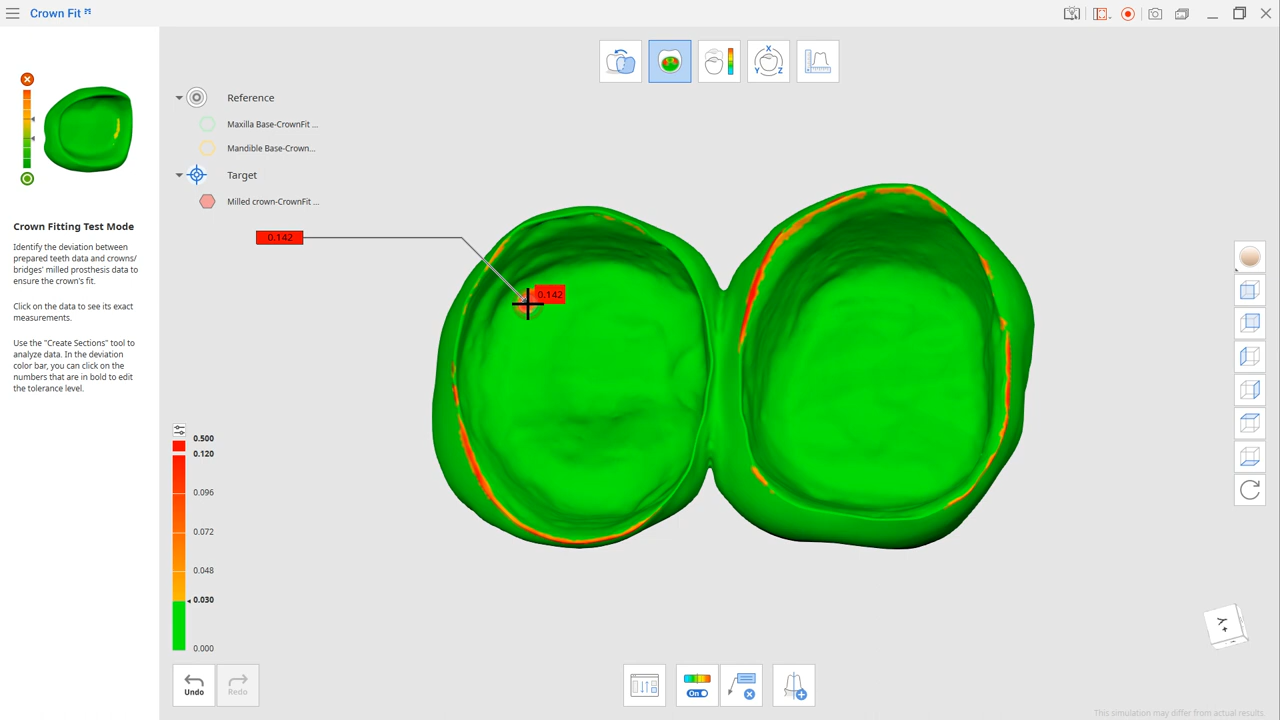 Crown Fit
Reference
Maxilla Base-CrownFit ...
Mandible Base-Crown...
Target
Milled crown-CrownFit ...
Crown Fitting Test Mode
Identify the deviation between
prepared teeth data and crowns/
bridges' milled prosthesis data to
ensure the crown's fit.
Click on the data to see its exact
measurements.
Use the "Create Sections" tool to
analyze data. In the deviation
color bar, you can click on the
numbers that are in bold to edit
the tolerance level.
X
Y
Z
0.142
0.142
0.500
0.120
0.096
0.072
0.048
0.030
0.000
Y+
Undo
Redo
On
This simulation may differ from actual results.